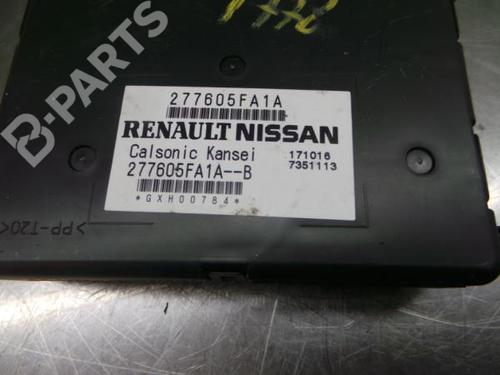 B-PARTS
277605FA1A
RENAULT NISSAN
Calsonic Kansei 171016
7351113
277605FA1A--B
*GXH00784*
>PP-T20<